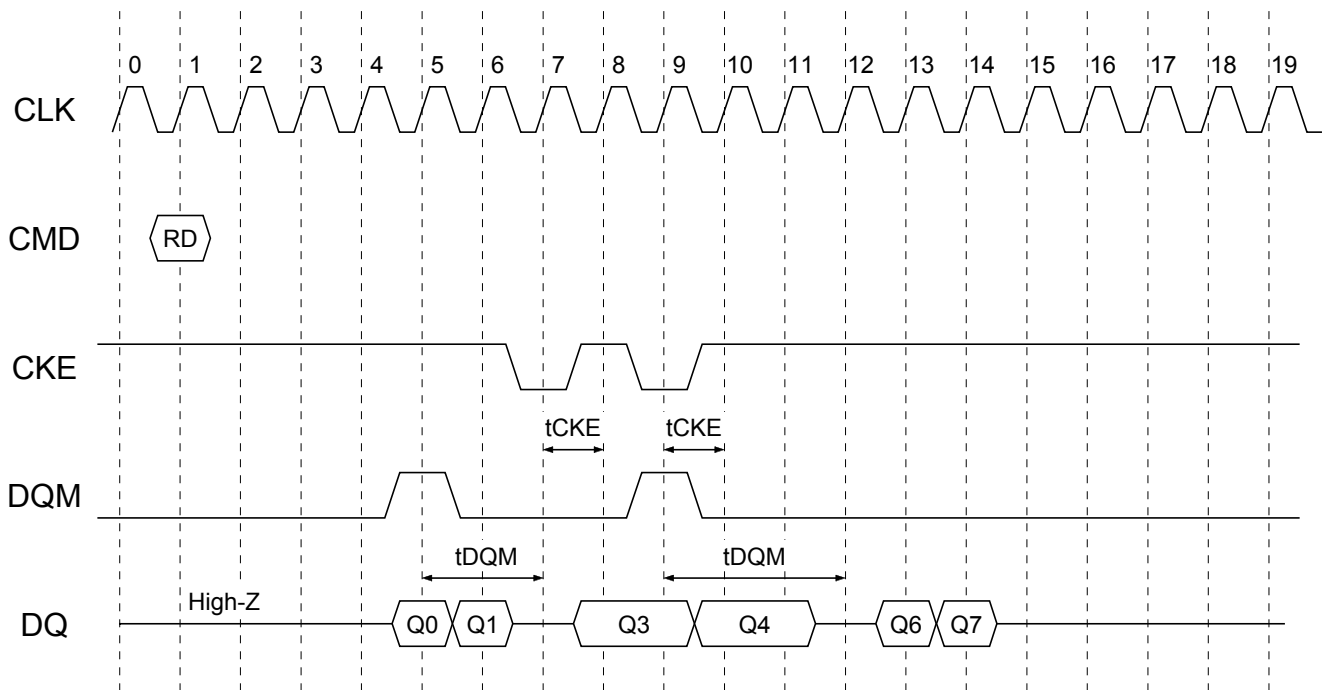 0 1 2 3 4 5 6 7 8 9 10 11 12 13 14 15 16 17 18 19
CLK
CMD RD
CKE
tCKE tCKE
DQM
tDQM tDQM
High-Z
DQ Q0 Q1 Q3 Q4 Q6 Q7